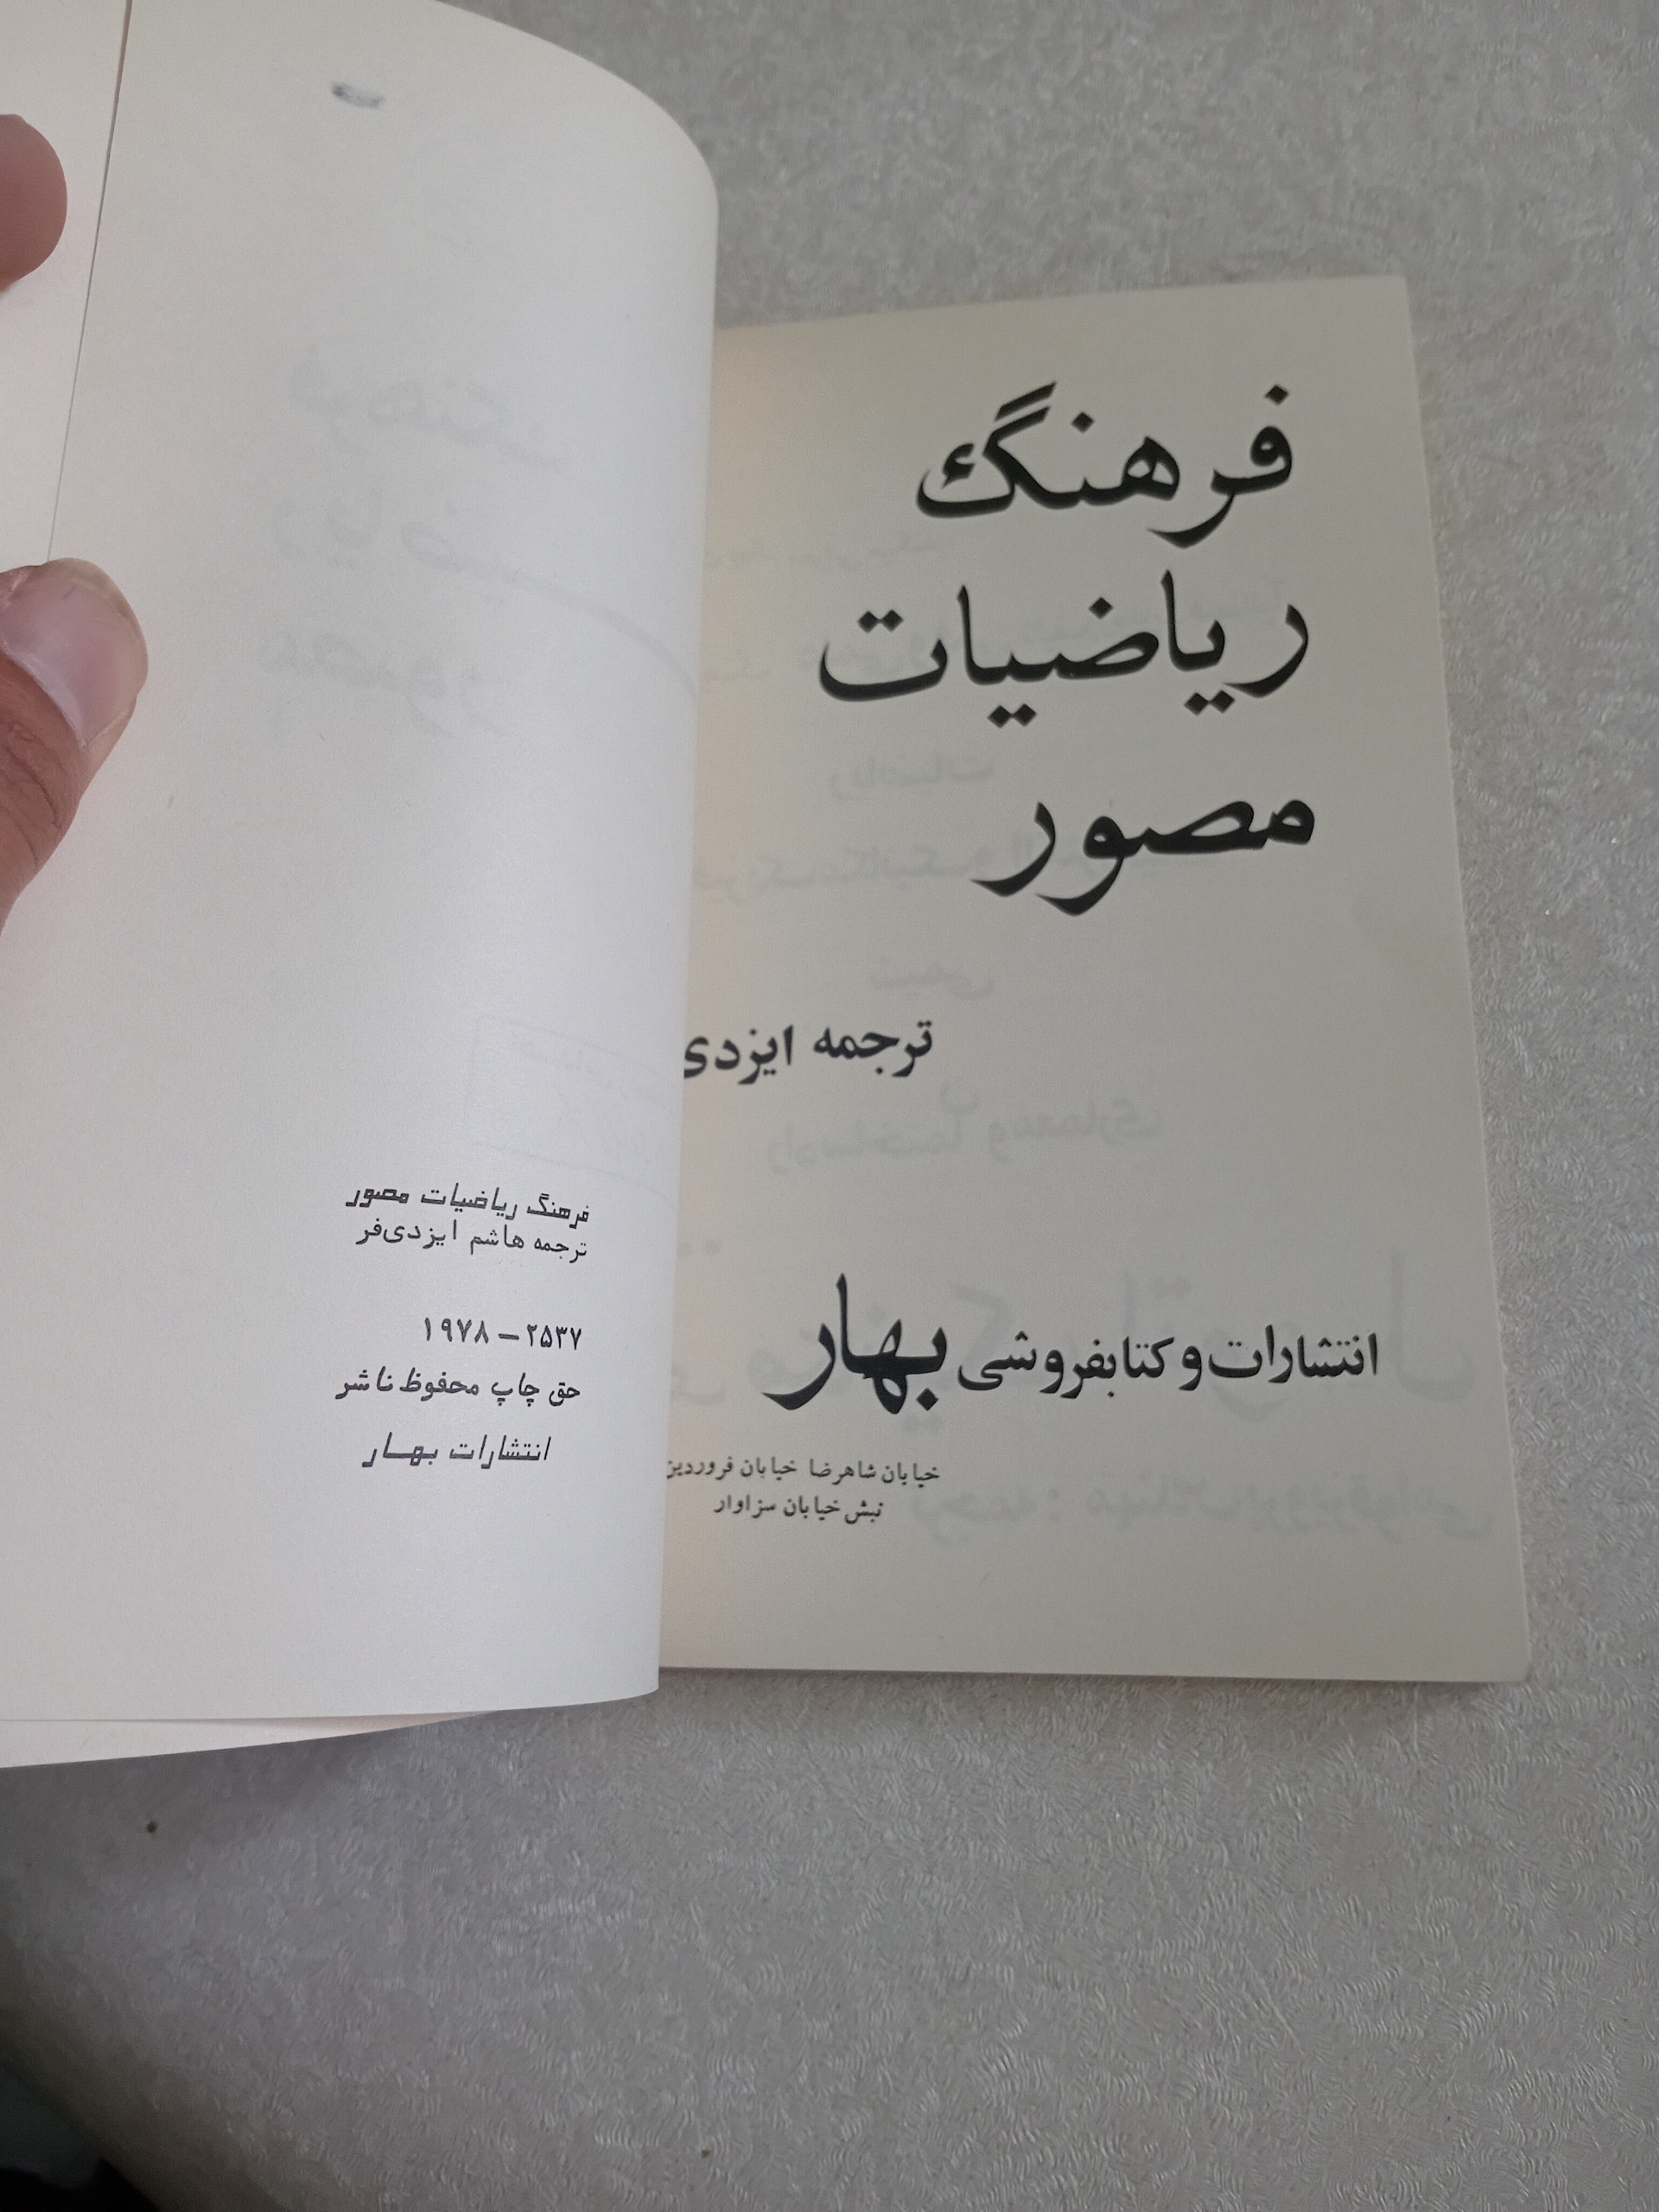 فرهنگ
ریاضیات
مصور
ترجمه ایزدی
انتشارات و کتابفروشی بهار
خیابان شاهرضا خیابان فروردین
نبش خیابان سزاوار
فرهنگ ریاضیات مصور
ترجمه هاشم ایزدی‌فر
۲۵۳۷ – ۱۹۷۸
حق چاپ محفوظ ناشر
انتشارات بهار